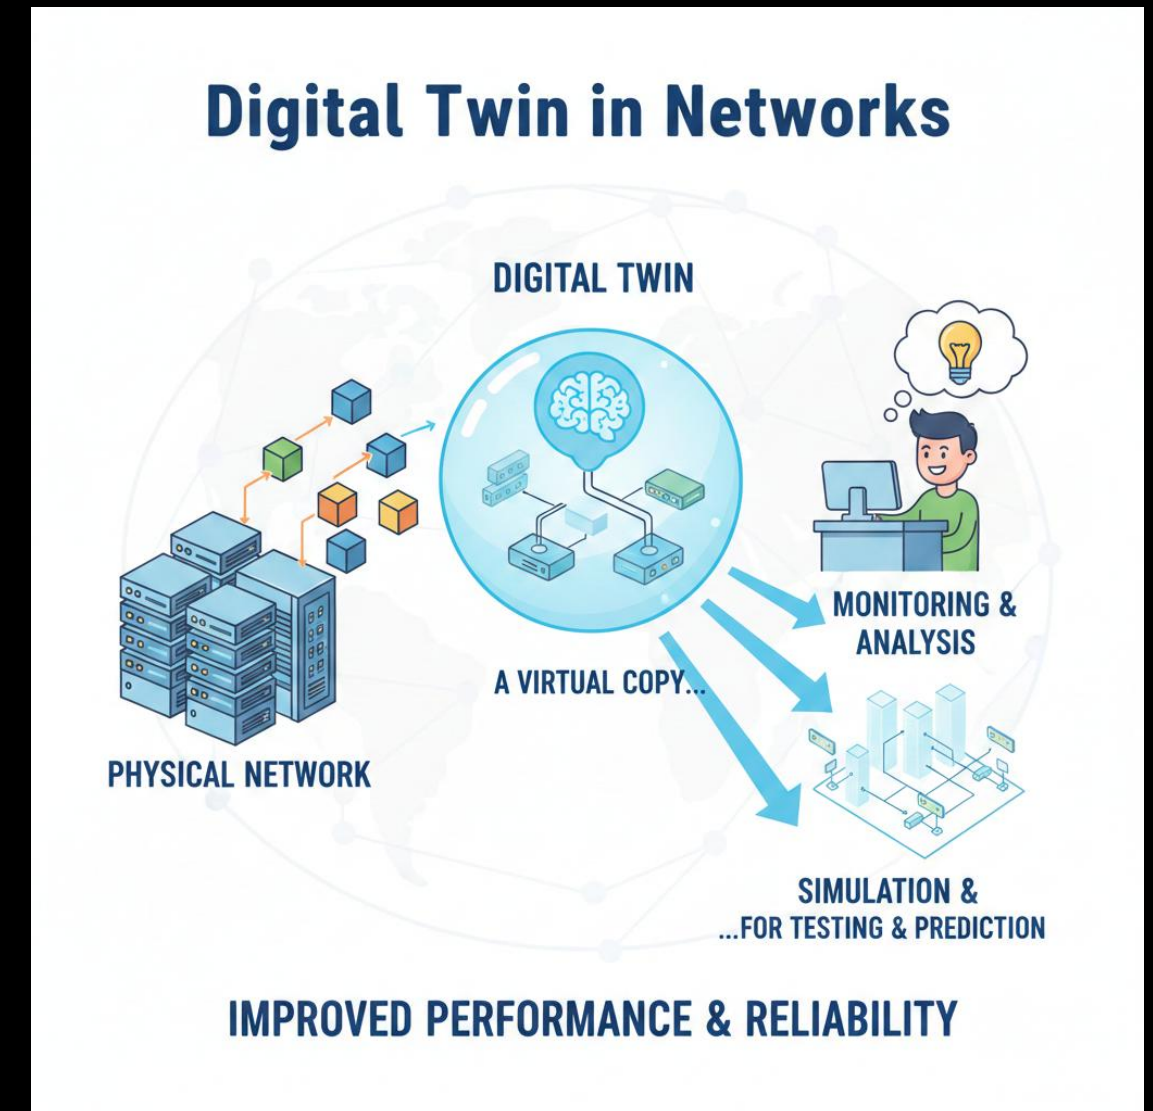 Digital Twin in Networks
DIGITAL TWIN
A VIRTUAL COPY...
PHYSICAL NETWORK
MONITORING &
ANALYSIS
SIMULATION &
...FOR TESTING & PREDICTION
IMPROVED PERFORMANCE & RELIABILITY